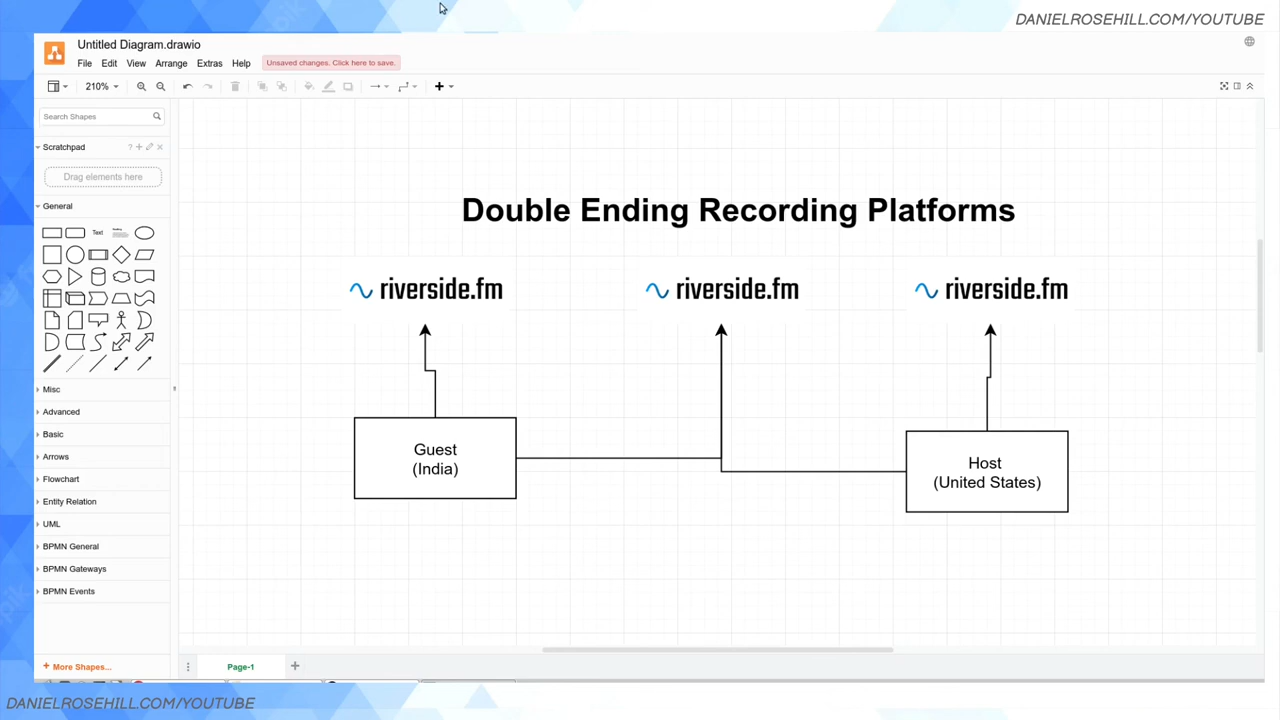 DANIELROSEHILL.COM/YOUTUBE
Untitled Diagram.drawio
File Edit View Arrange Extras Help
Unsaved changes. Click here to save.
210%
Search Shapes
Scratchpad
Drag elements here
General
Text
Misc
Advanced
Basic
Arrows
Flowchart
Entity Relation
UML
BPMN General
BPMN Gateways
BPMN Events
More Shapes...
Double Ending Recording Platforms
riverside.fm
riverside.fm
riverside.fm
Guest
(India)
Host
(United States)
Page-1
DANIELROSEHILL.COM/YOUTUBE